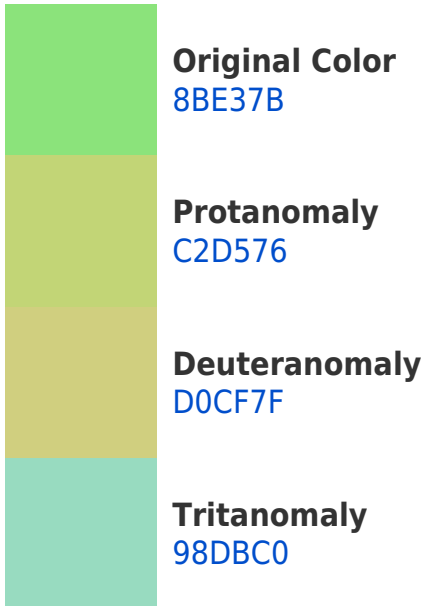 Original Color
8BE37B
Protanomaly
C2D576
Deuteranomaly
D0CF7F
Tritanomaly
98DBC0